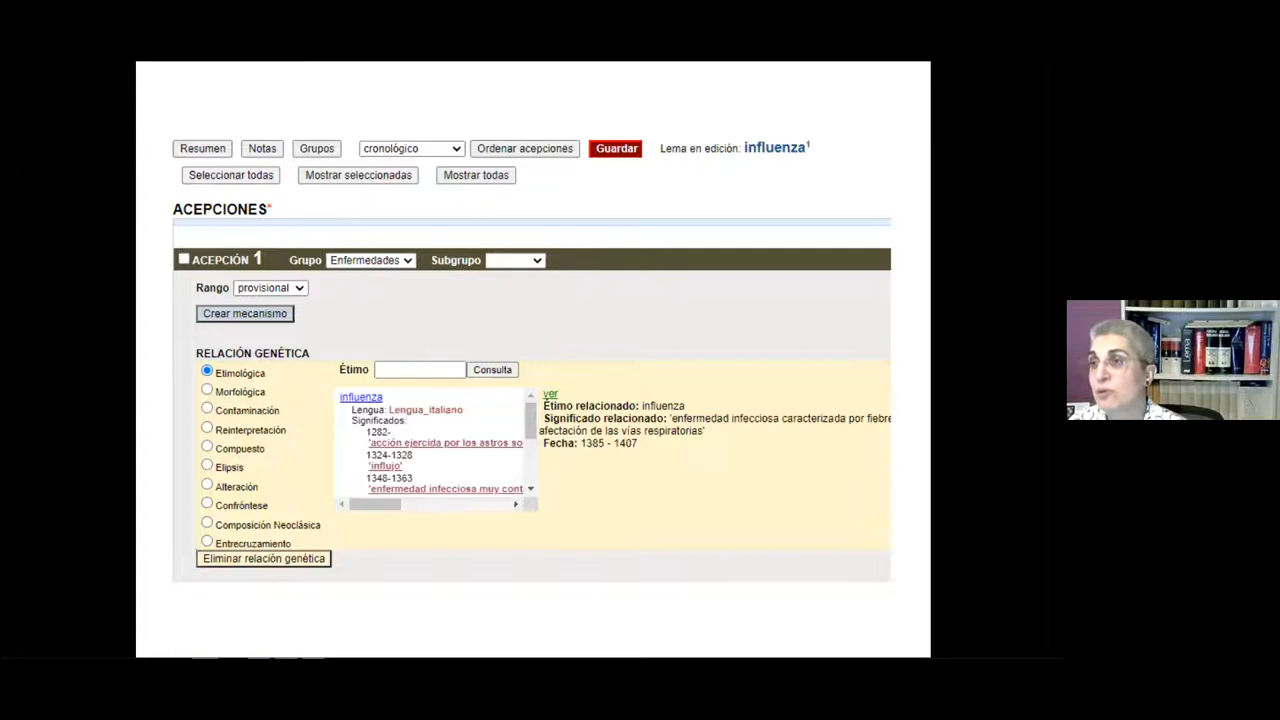 Resumen Notas Grupos cronológico Ordenar acepciones Guardar Lema en edición: influenza¹
Seleccionar todas Mostrar seleccionadas Mostrar todas
ACEPCIONES*
ACEPCIÓN 1 Grupo Enfermedades Subgrupo
Rango provisional
Crear mecanismo
RELACIÓN GENÉTICA
Etimológica
Morfológica
Contaminación
Reinterpretación
Compuesto
Elipsis
Alteración
Confróntese
Composición Neoclásica
Entrecruzamiento
Eliminar relación genética
Étimo Consulta
influenza
Lengua: Lengua_italiano
Significados:
1282-
'acción ejercida por los astros so
1324-1328
'influjo'
1348-1363
'enfermedad infecciosa muy cont
ver
Étimo relacionado: influenza
Significado relacionado: 'enfermedad infecciosa caracterizada por fiebre
afectación de las vías respiratorias'
Fecha: 1385 - 1407